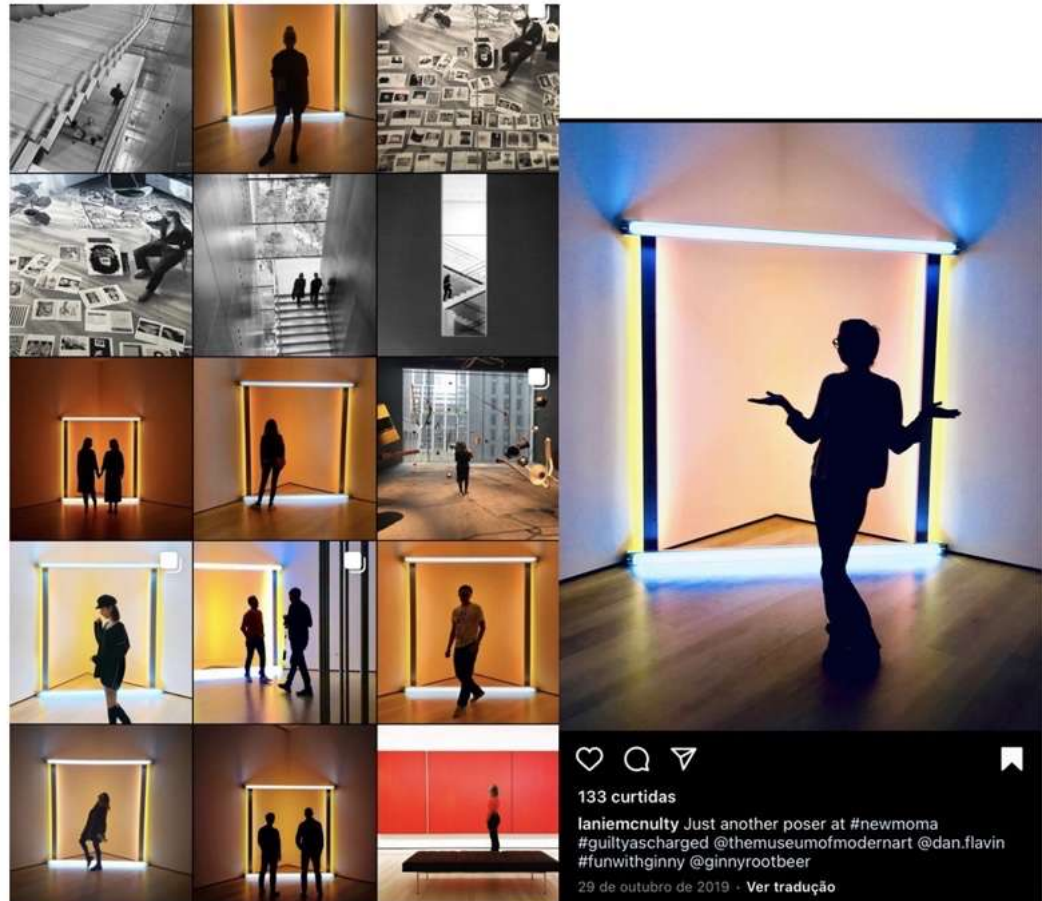 133 curtidas
laniemcnulty Just another poser at #newmoma
#guiltyascharged @themuseumofmodernart @dan.flavin
#funwithginny @ginnyrootbeer
29 de outubro de 2019 · Ver tradução